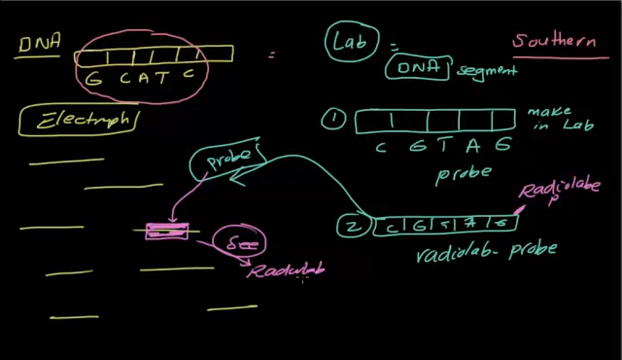 DNA
G C A T C
Electroph
=
Lab =
DNA segment
Southern
1
make
in Lab
C G T A G
probe
probe
Radiolabe
P
2
C G T A G
radiolab- probe
See
Radiolab